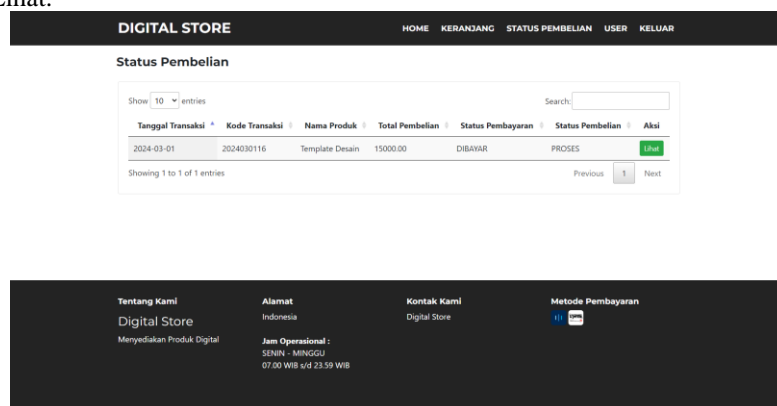 Lihat.
DIGITAL STORE
HOME KERANJANG STATUS PEMBELIAN USER KELUAR
Status Pembelian
Show 10 entries
Search:
Tanggal Transaksi Kode Transaksi Nama Produk Total Pembelian Status Pembayaran Status Pembelian Aksi
2024-03-01 2024030116 Template Desain 15000.00 DIBAYAR PROSES Lihat
Showing 1 to 1 of 1 entries
Previous 1 Next
Tentang Kami
Digital Store
Menyediakan Produk Digital
Alamat
Indonesia
Jam Operasional :
SENIN - MINGGU
07.00 WIB s/d 23.59 WIB
Kontak Kami
Digital Store
Metode Pembayaran